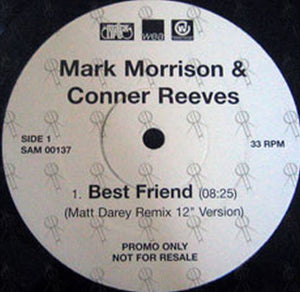 wea
Mark Morrison &
Conner Reeves
SIDE 1
SAM 00137
33 RPM
1. Best Friend (08:25)
(Matt Darey Remix 12" Version)
PROMO ONLY
NOT FOR RESALE